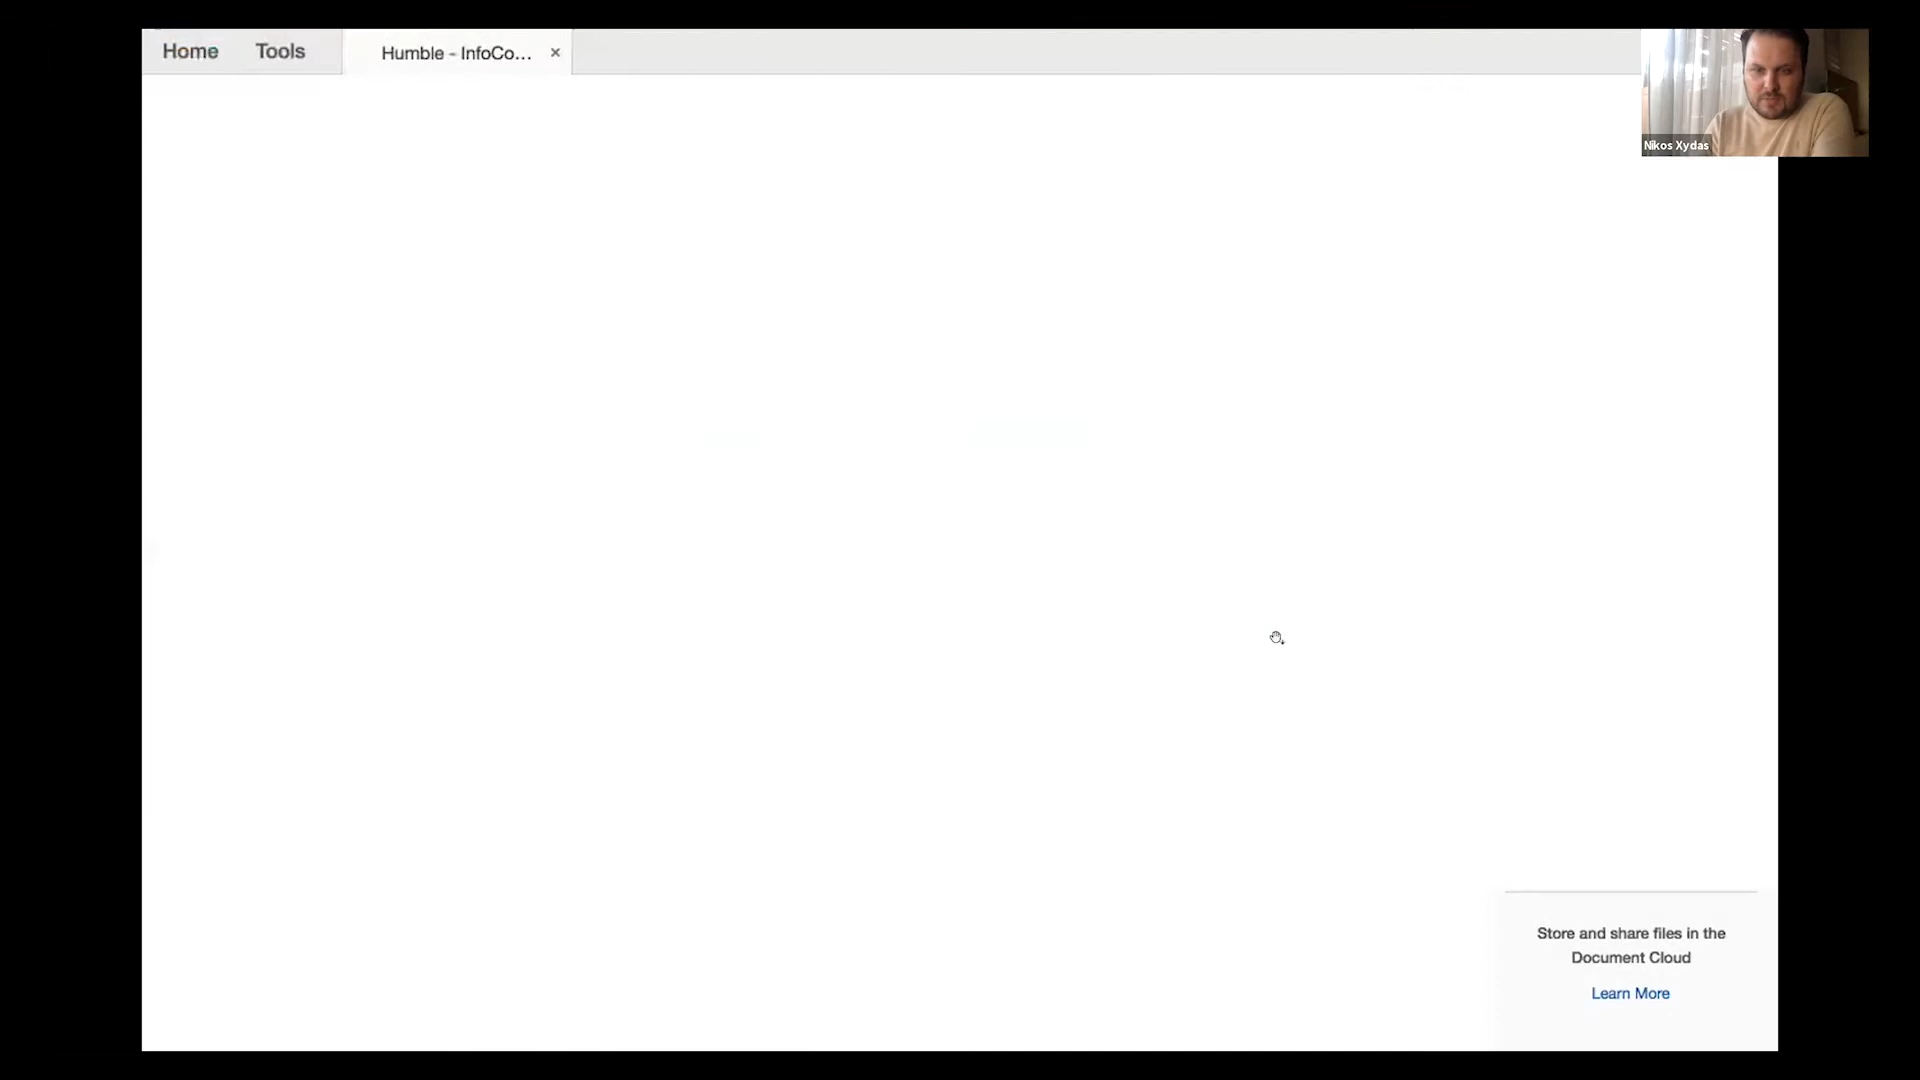 Home Tools Humble - InfoCo... ×
Nikos Xydas
Store and share files in the
Document Cloud
Learn More